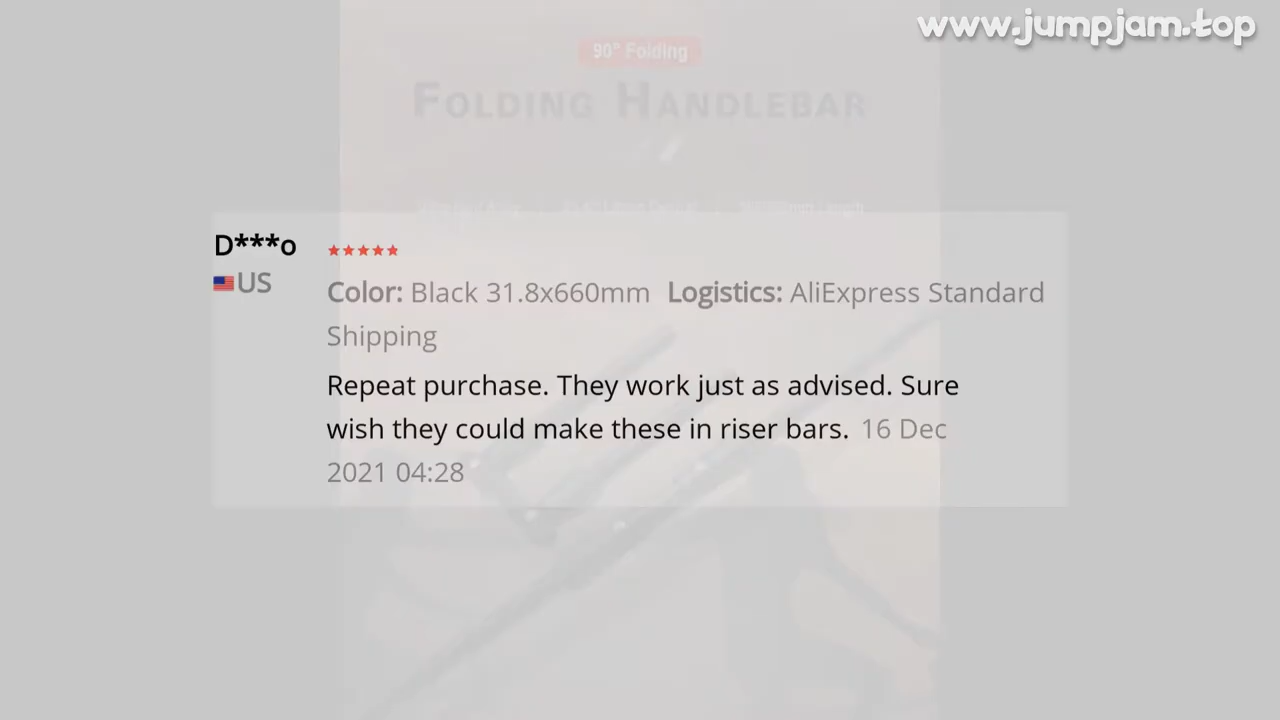 www.jumpjam.top
90° Folding
FOLDING HANDLEBAR
D***o
US
Color: Black 31.8x660mm Logistics: AliExpress Standard
Shipping
Repeat purchase. They work just as advised. Sure
wish they could make these in riser bars. 16 Dec
2021 04:28